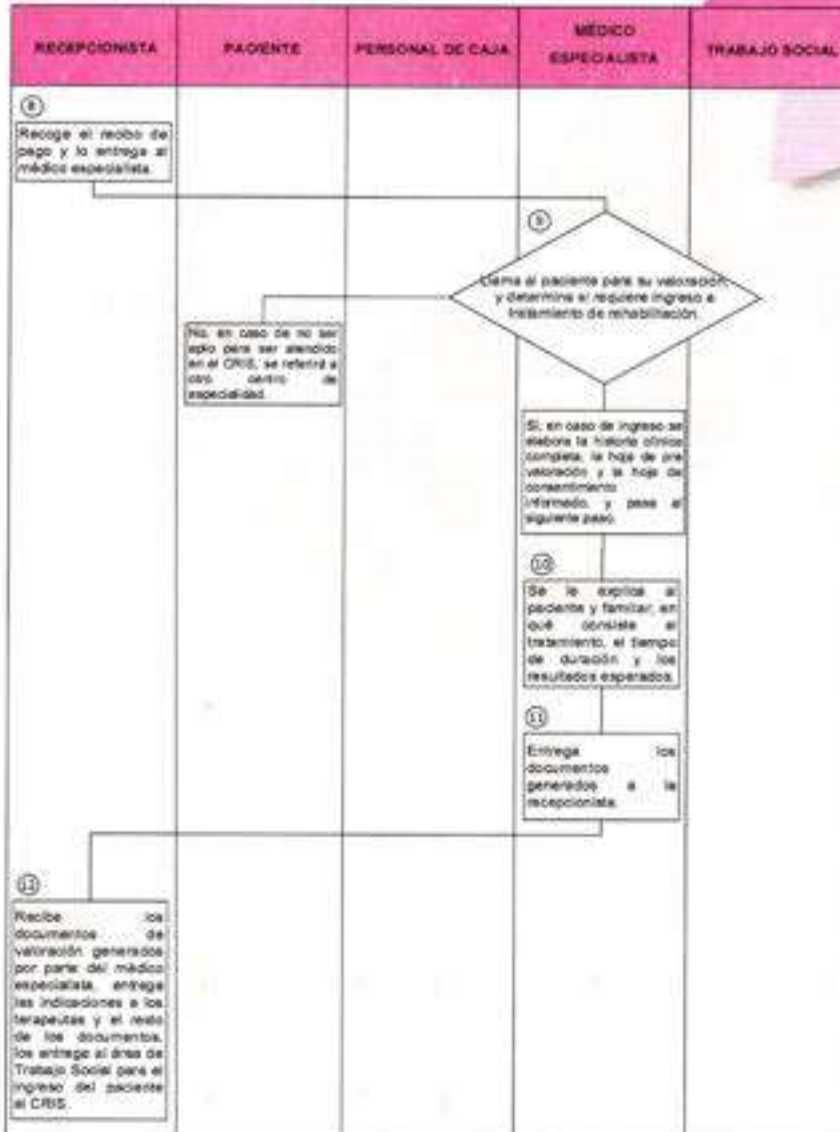 RECEPCIONISTA
PACIENTE
PERSONAL DE CAJA
MÉDICO
ESPECIALISTA
TRABAJO SOCIAL
8
Recoge el recibo de
pago y lo entrega al
médico especialista.
9
Llama al paciente para su valoración,
y determina si requiere ingreso a
tratamiento de rehabilitación.
No, en caso de no ser
apto para ser atendido
en el CRIS, se referirá a
otro centro de
especialidad.
Si, en caso de ingreso se
elabora la historia clínica
completa, la hoja de pre
valoración y la hoja de
consentimiento
informado, y pasa al
siguiente paso.
10
Se le explica al
paciente y familiar, en
qué consiste el
tratamiento, el tiempo
de duración y los
resultados esperados.
11
Entrega los
documentos
generados a la
recepcionista.
12
Recibe los
documentos de
valoración generados
por parte del médico
especialista, entrega
las indicaciones a los
terapeutas y el resto
de los documentos,
los entrega al área de
Trabajo Social para el
ingreso del paciente
al CRIS.